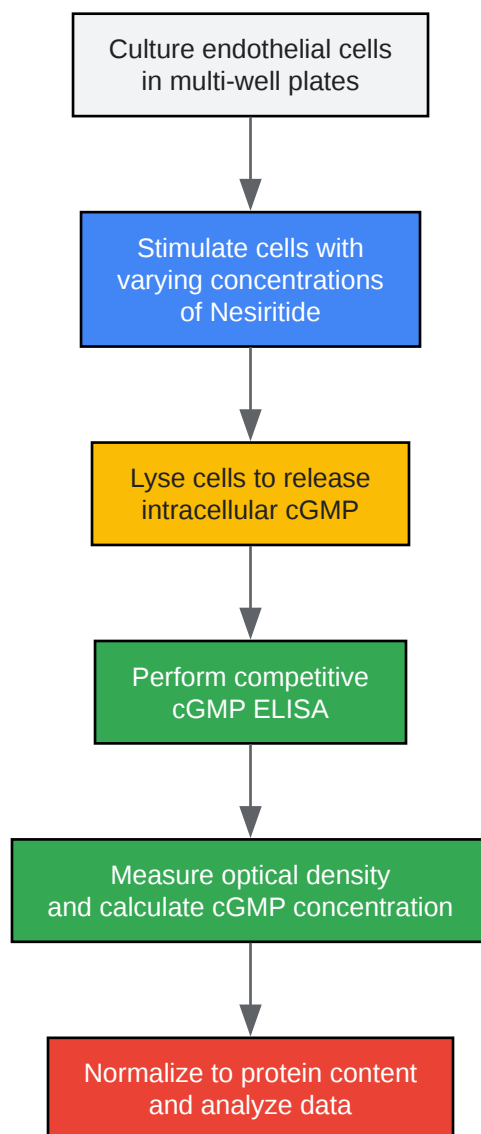 Culture endothelial cells
in multi-well plates
Stimulate cells with
varying concentrations
of Nesiritide
Lyse cells to release
intracellular cGMP
Perform competitive
cGMP ELISA
Measure optical density
and calculate cGMP concentration
Normalize to protein content
and analyze data